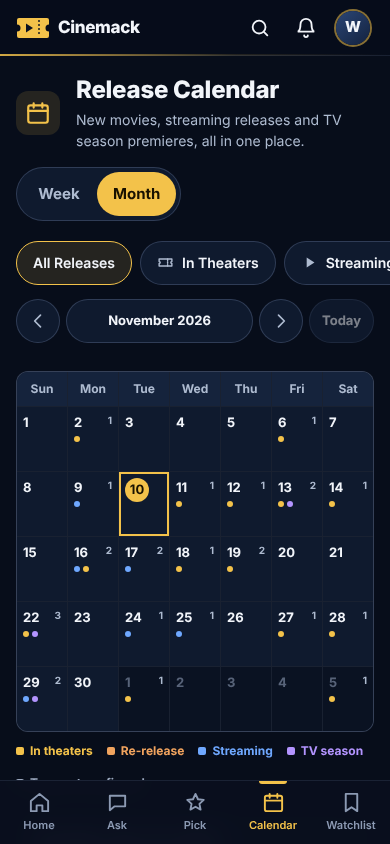 Cinemack
W
Release Calendar
New movies, streaming releases and TV
season premieres, all in one place.
Week Month
All Releases In Theaters Streaming
November 2026 Today
Sun Mon Tue Wed Thu Fri Sat
1 2 1 3 4 5 6 1 7
8 9 1 10 11 1 12 1 13 2 14 1
15 16 2 17 2 18 1 19 2 20 21
22 3 23 24 1 25 1 26 27 1 28 1
29 2 30 1 1 2 3 4 5 1
In theaters Re-release Streaming TV season
Home Ask Pick Calendar Watchlist